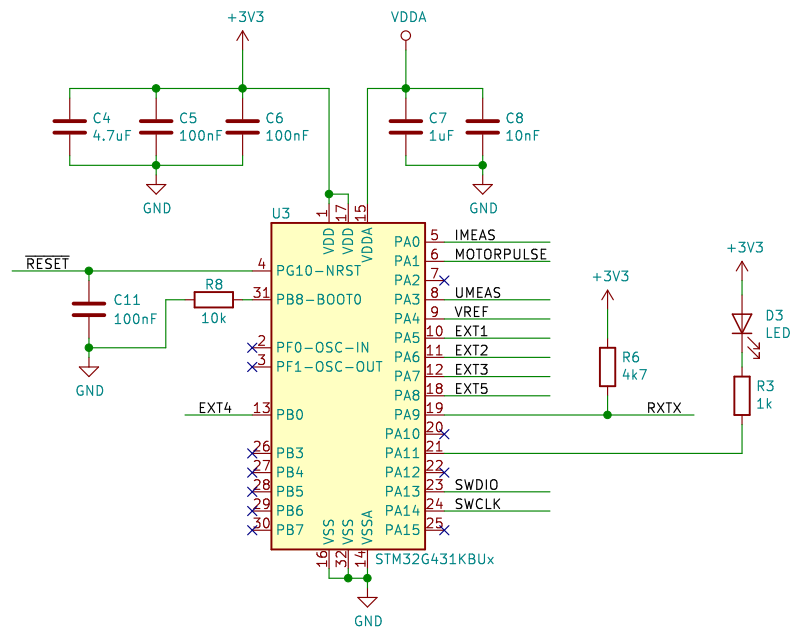 +3V3
VDDA
C4
4.7uF
C5
100nF
C6
100nF
C7
1uF
C8
10nF
GND
GND
U3
1
17
15
VDD
VDD
VDDA
RESET
4
PG10-NRST
C11
100nF
GND
R8
10k
31
PB8-BOOT0
2
PF0-OSC-IN
3
PF1-OSC-OUT
EXT4
13
PB0
26
PB3
27
PB4
28
PB5
29
PB6
30
PB7
PA0
5
IMEAS
PA1
6
MOTORPULSE
PA2
7
PA3
8
UMEAS
PA4
9
VREF
PA5
10
EXT1
PA6
11
EXT2
PA7
12
EXT3
PA8
18
EXT5
PA9
19
RXTX
PA10
20
PA11
21
PA12
22
PA13
23
SWDIO
PA14
24
SWCLK
PA15
25
+3V3
R6
4k7
+3V3
D3
LED
R3
1k
VSS
VSS
VSSA
16
32
14
STM32G431KBUx
GND